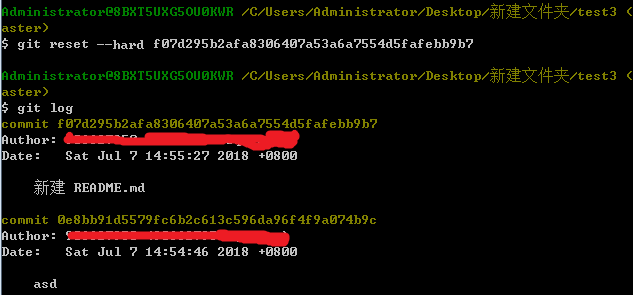 Administrator@8BXT5UXG5OU0KWR /C/Users/Administrator/Desktop/新建文件夹/test3 (
aster)
$ git reset --hard f07d295b2afa8306407a53a6a7554d5fafebb9b7
Administrator@8BXT5UXG5OU0KWR /C/Users/Administrator/Desktop/新建文件夹/test3 (
aster)
$ git log
commit f07d295b2afa8306407a53a6a7554d5fafebb9b7
Author:
Date: Sat Jul 7 14:55:27 2018 +0800
新建 README.md
commit 0e8bb91d5579fc6b2c613c596da96f4f9a074b9c
Author:
Date: Sat Jul 7 14:54:46 2018 +0800
asd